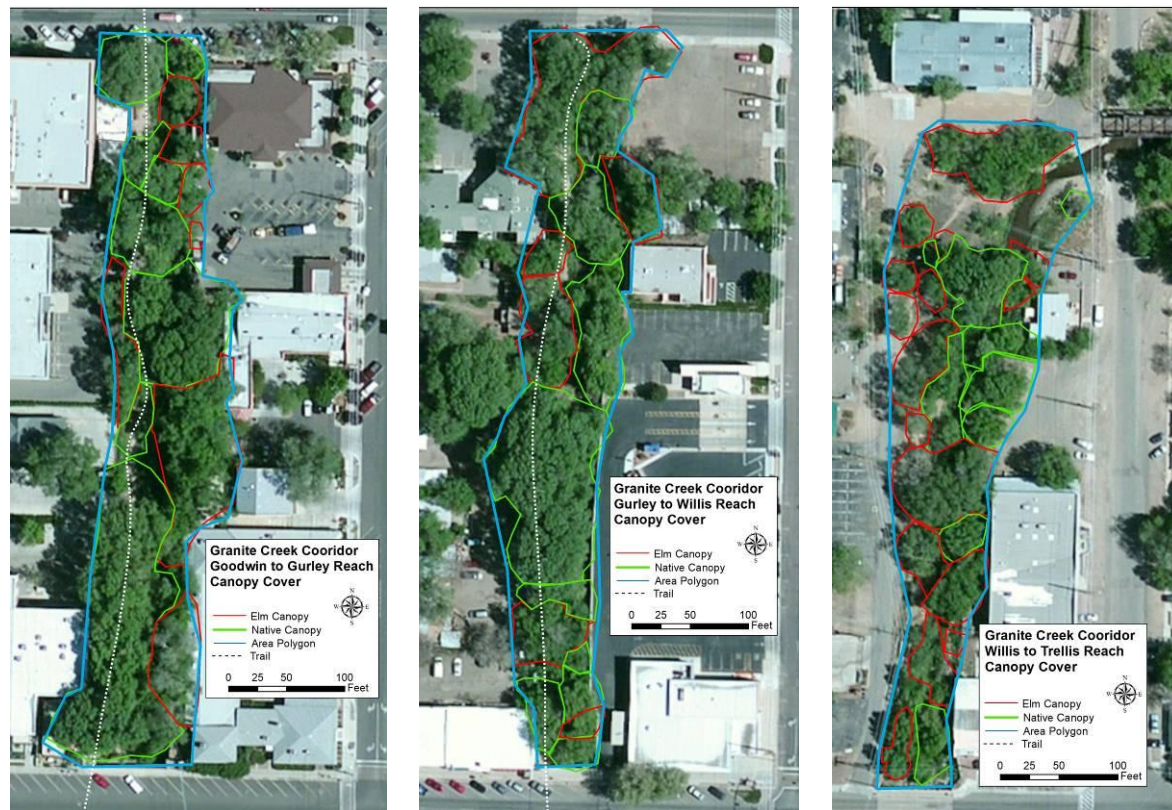 Granite Creek Cooridor
Goodwin to Gurley Reach
Canopy Cover
Elm Canopy
Native Canopy
Area Polygon
Trail
N
W
E
S
0 25 50 100
Feet
Granite Creek Cooridor
Gurley to Willis Reach
Canopy Cover
Elm Canopy
Native Canopy
Area Polygon
Trail
N
W
E
S
0 25 50 100
Feet
Granite Creek Cooridor
Willis to Trellis Reach
Canopy Cover
Elm Canopy
Native Canopy
Area Polygon
Trail
N
W
E
S
0 25 50 100
Feet